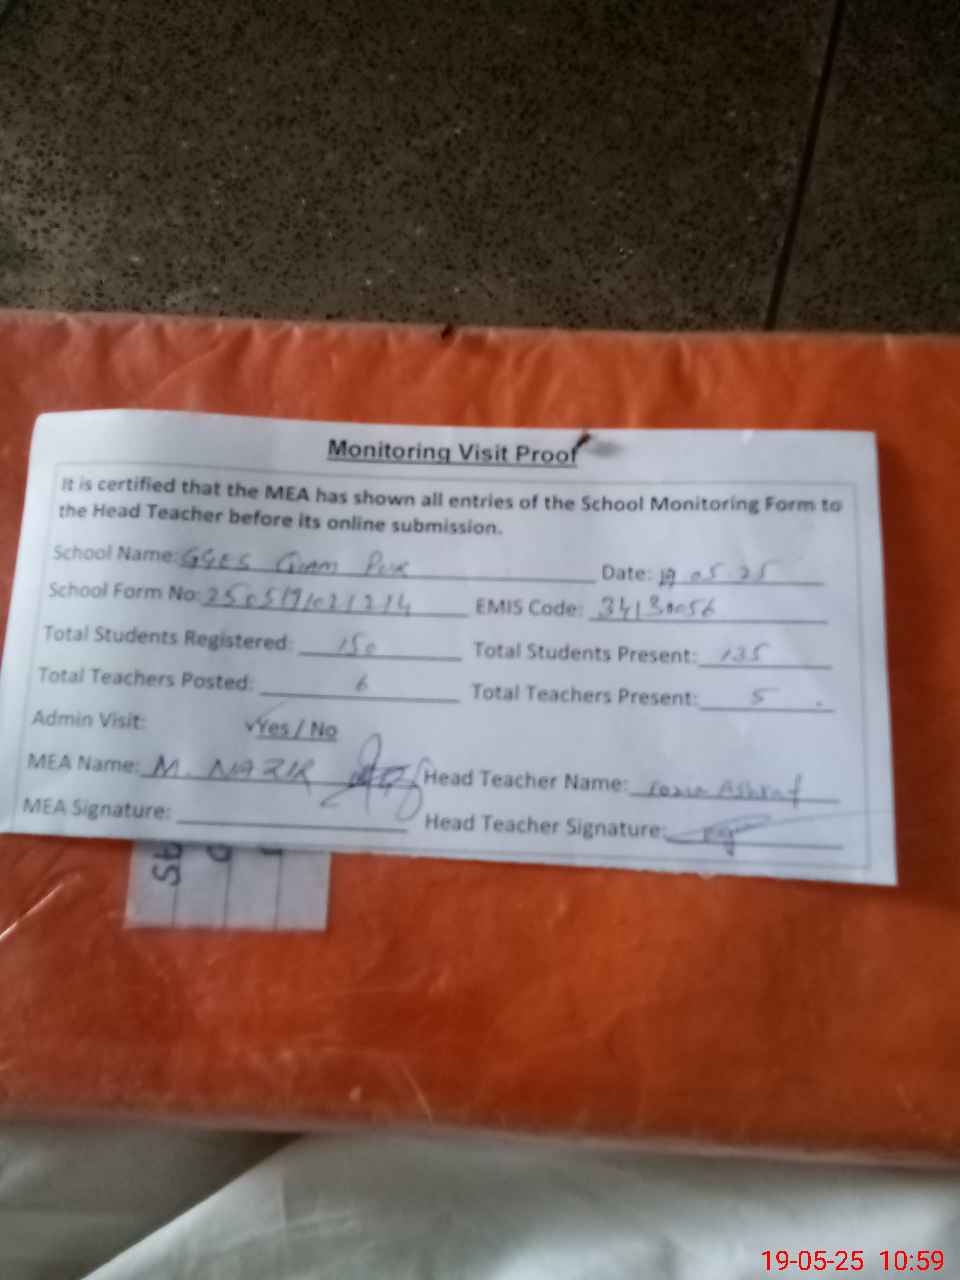 Monitoring Visit Proof
It is certified that the MEA has shown all entries of the School Monitoring Form to
the Head Teacher before its online submission.
School Name: GGES Date: 19.05.25
School Form No: EMIS Code: 34130056
Total Students Registered: 150 Total Students Present: 135
Total Teachers Posted: 6 Total Teachers Present: 5
Admin Visit: ✓Yes / No
MEA Name: M. NAZIR Head Teacher Name: Ashraf
MEA Signature: Head Teacher Signature:
19-05-25 10:59